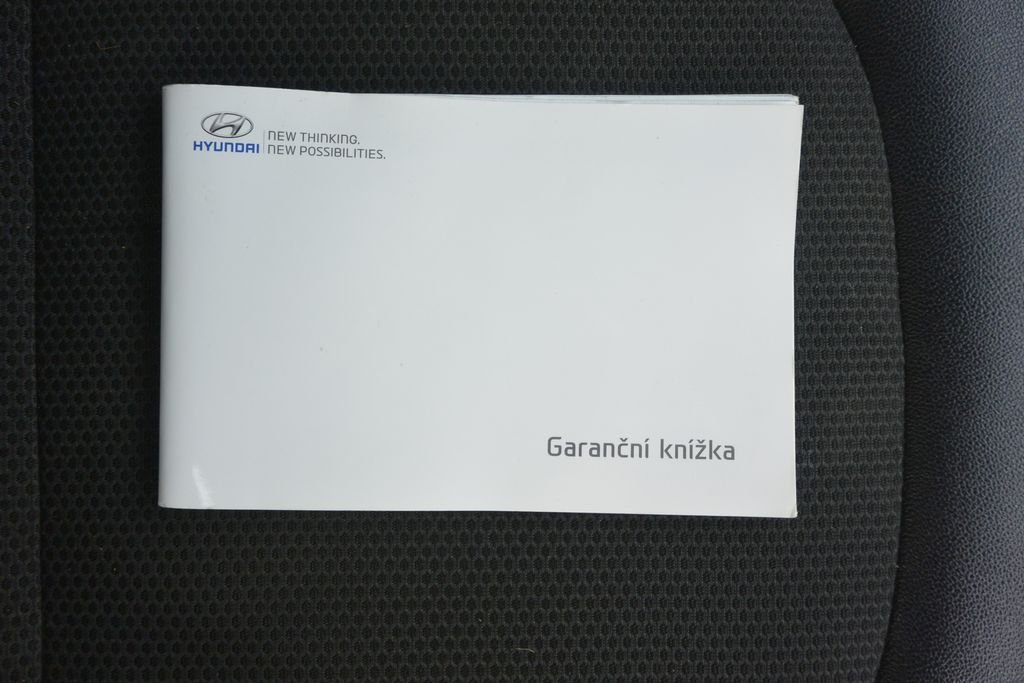 HYUNDAI
NEW THINKING.
NEW POSSIBILITIES.
Garanční knížka